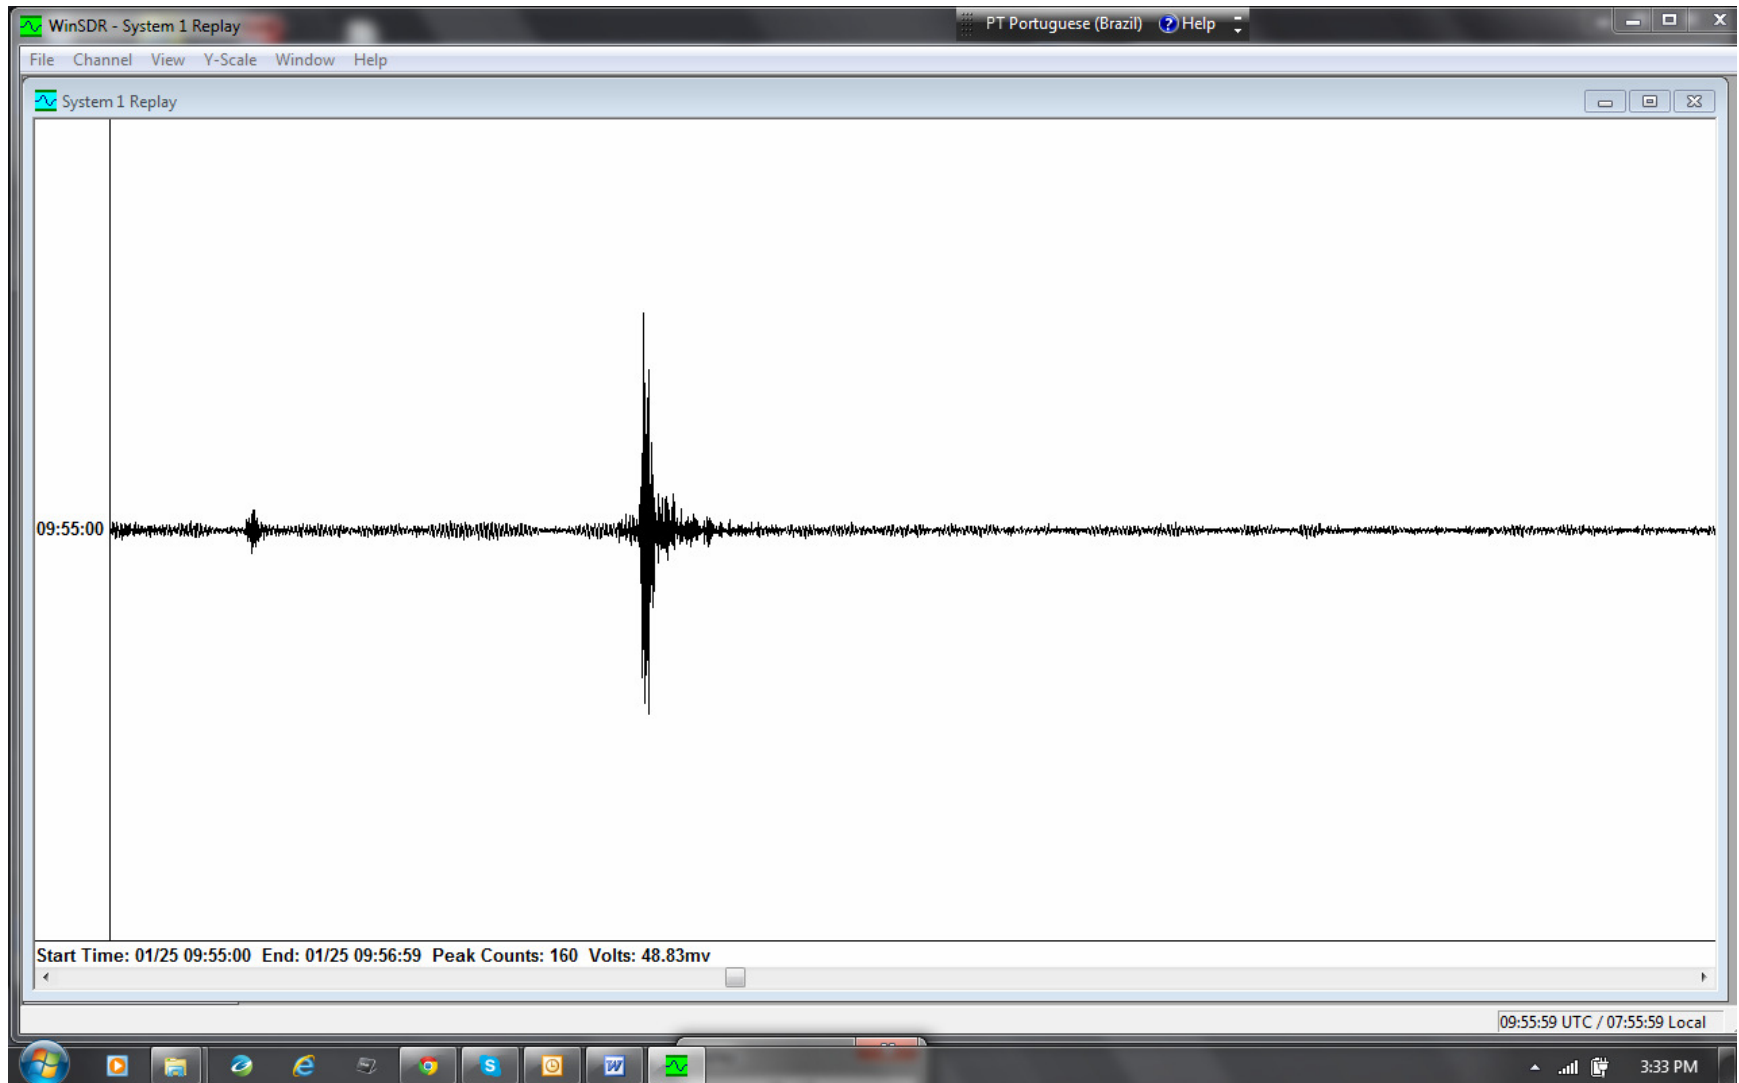 WinSDR - System 1 Replay
PT Portuguese (Brazil) Help
File Channel View Y-Scale Window Help
System 1 Replay
09:55:00
Start Time: 01/25 09:55:00 End: 01/25 09:56:59 Peak Counts: 160 Volts: 48.83mv
09:55:59 UTC / 07:55:59 Local
3:33 PM